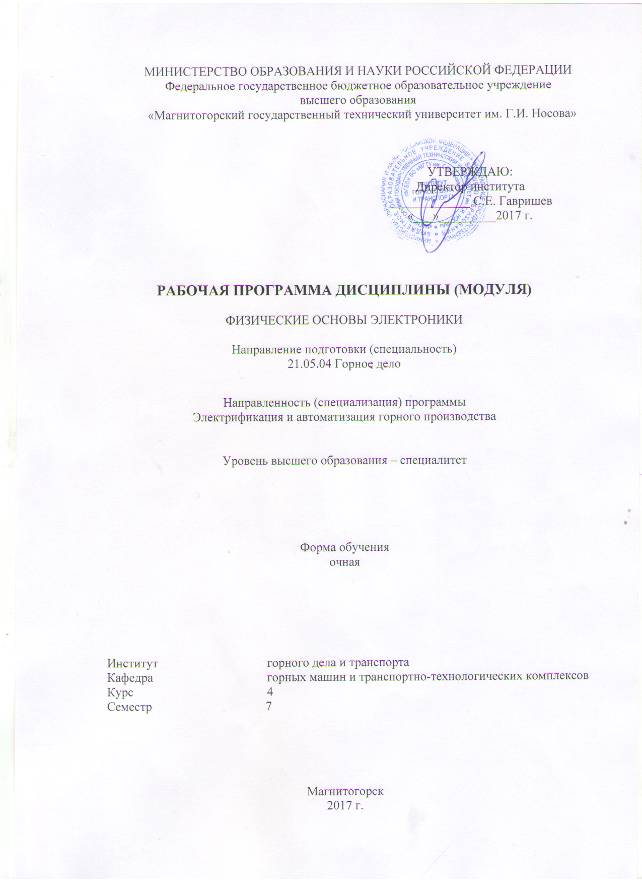 МИНИСТЕРСТВО ОБРАЗОВАНИЯ И НАУКИ РОССИЙСКОЙ ФЕДЕРАЦИИ
Федеральное государственное бюджетное образовательное учреждение
высшего образования
«Магнитогорский государственный технический университет им. Г.И. Носова»
УТВЕРЖДАЮ:
Директор института
С.Е. Гавришев
2017 г.
РАБОЧАЯ ПРОГРАММА ДИСЦИПЛИНЫ (МОДУЛЯ)
ФИЗИЧЕСКИЕ ОСНОВЫ ЭЛЕКТРОНИКИ
Направление подготовки (специальность)
21.05.04 Горное дело
Направленность (специализация) программы
Электрификация и автоматизация горного производства
Уровень высшего образования – специалитет
Форма обучения
очная
Институт горного дела и транспорта
Кафедра горных машин и транспортно-технологических комплексов
Курс 4
Семестр 7
Магнитогорск
2017 г.